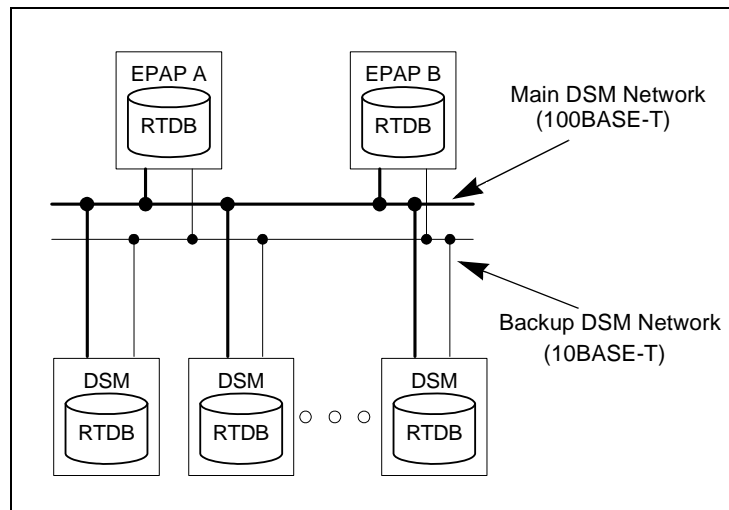 EPAP A
RTDB
EPAP B
RTDB
Main DSM Network
(100BASE-T)
Backup DSM Network
(10BASE-T)
DSM
RTDB
DSM
RTDB
DSM
RTDB